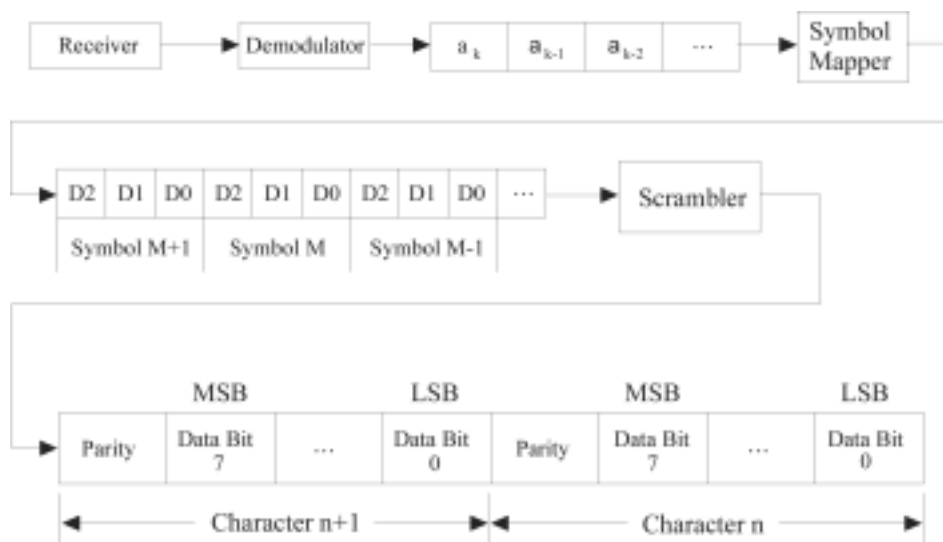 Receiver
Demodulator
a k
a k-1
a k-2
...
Symbol
Mapper
D2 D1 D0 D2 D1 D0 D2 D1 D0 ...
Scrambler
Symbol M+1 Symbol M Symbol M-1
MSB LSB MSB LSB
Parity
Data Bit
7
...
Data Bit
0
Parity
Data Bit
7
...
Data Bit
0
Character n+1 Character n